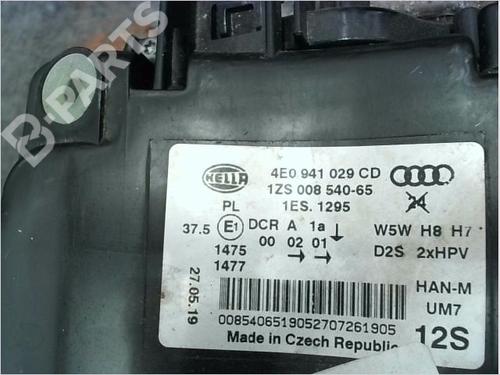 B-PARTS
HELLA
4E0 941 029 CD
1ZS 008 540-65
PL 1ES. 1295 24
37.5 E1 DCR A 1a W5W H8 H7
00 02 01 D2S 2xHPV
1475
1477
27.05.19
HAN-M
UM7
00854065190527072 61905
12S
Made in Czech Republic